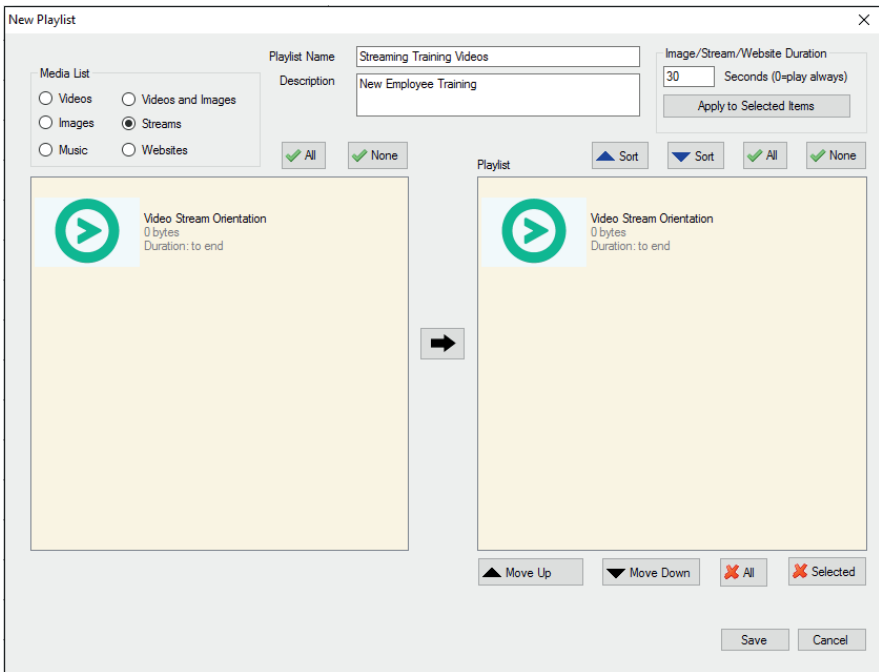 New Playlist
Playlist Name
Streaming Training Videos
Description
New Employee Training
Media List
Videos
Videos and Images
Images
Streams
Music
Websites
Image/Stream/Website Duration
30
Seconds (0=play always)
Apply to Selected Items
All
None
Playlist
Sort
Sort
All
None
Video Stream Orientation
0 bytes
Duration: to end
Video Stream Orientation
0 bytes
Duration: to end
Move Up
Move Down
All
Selected
Save
Cancel